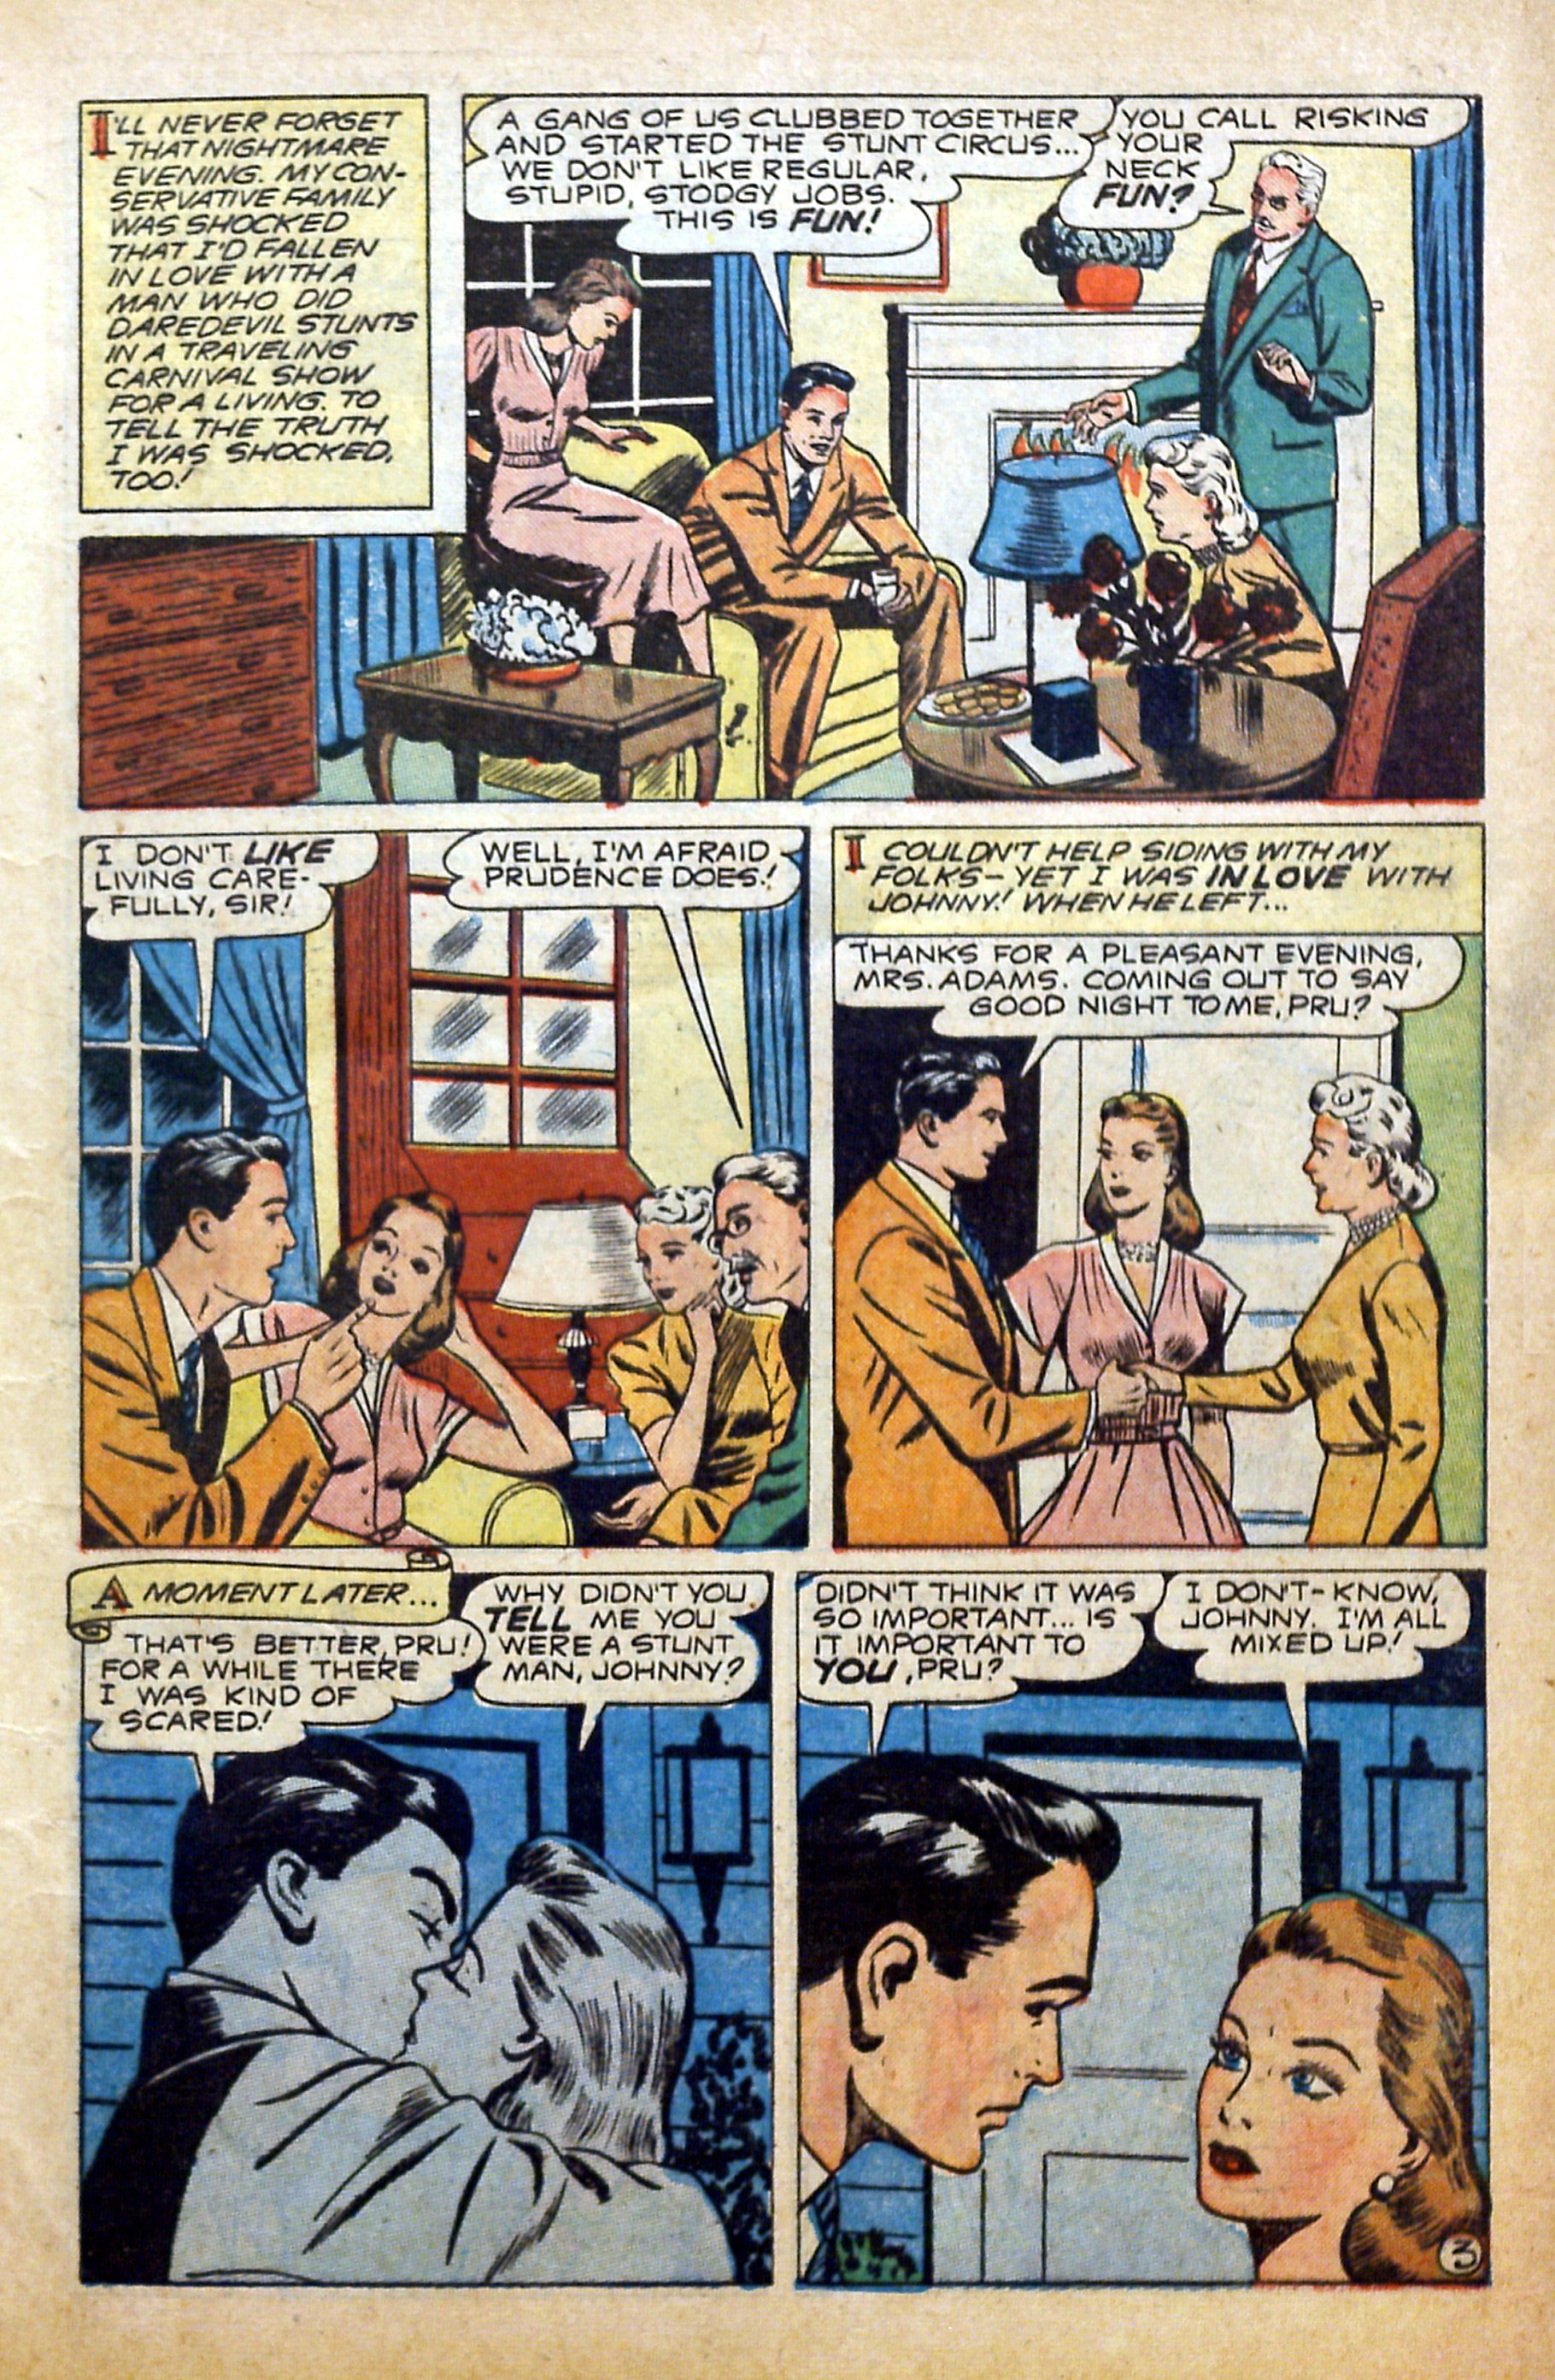 I'LL NEVER FORGET
THAT NIGHTMARE
EVENING. MY CON-
SERVATIVE FAMILY
WAS SHOCKED
THAT I'D FALLEN
IN LOVE WITH A
MAN WHO DID
DAREDEVIL STUNTS
IN A TRAVELING
CARNIVAL SHOW
FOR A LIVING. TO
TELL THE TRUTH
I WAS SHOCKED,
TOO!
A GANG OF US CLUBBED TOGETHER
AND STARTED THE STUNT CIRCUS...
WE DON'T LIKE REGULAR,
STUPID, STODGY JOBS.
THIS IS FUN!
YOU CALL RISKING
YOUR
NECK
FUN?
I DON'T LIKE
LIVING CARE-
FULLY, SIR!
WELL, I'M AFRAID
PRUDENCE DOES!
I COULDN'T HELP SIDING WITH MY
FOLKS - YET I WAS IN LOVE WITH
JOHNNY! WHEN HE LEFT...
THANKS FOR A PLEASANT EVENING,
MRS. ADAMS. COMING OUT TO SAY
GOOD NIGHT TO ME, PRU?
A MOMENT LATER...
THAT'S BETTER, PRU!
FOR A WHILE THERE
I WAS KIND OF
SCARED!
WHY DIDN'T YOU
TELL ME YOU
WERE A STUNT
MAN, JOHNNY?
DIDN'T THINK IT WAS
SO IMPORTANT... IS
IT IMPORTANT TO
YOU, PRU?
I DON'T - KNOW,
JOHNNY. I'M ALL
MIXED UP!
3